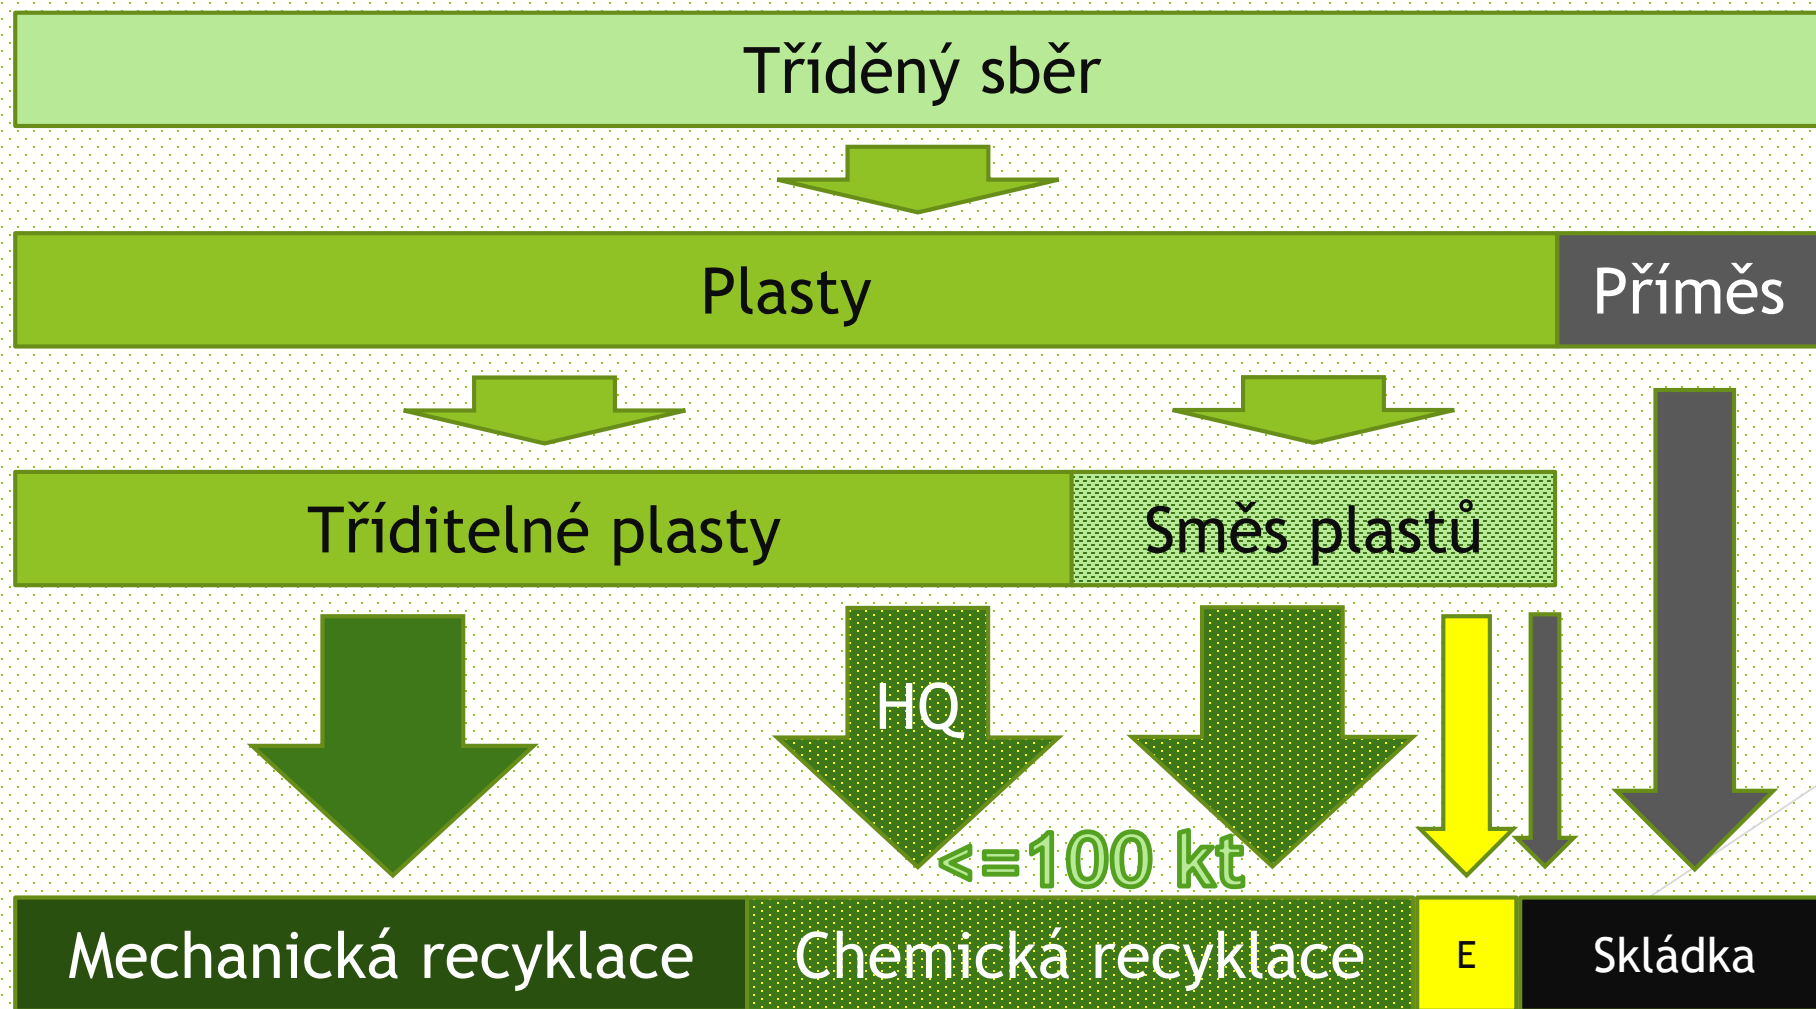 Tříděný sběr
Plasty
Příměs
Tříditelné plasty
Směs plastů
HQ
<=100 kt
Mechanická recyklace
Chemická recyklace
E
Skládka